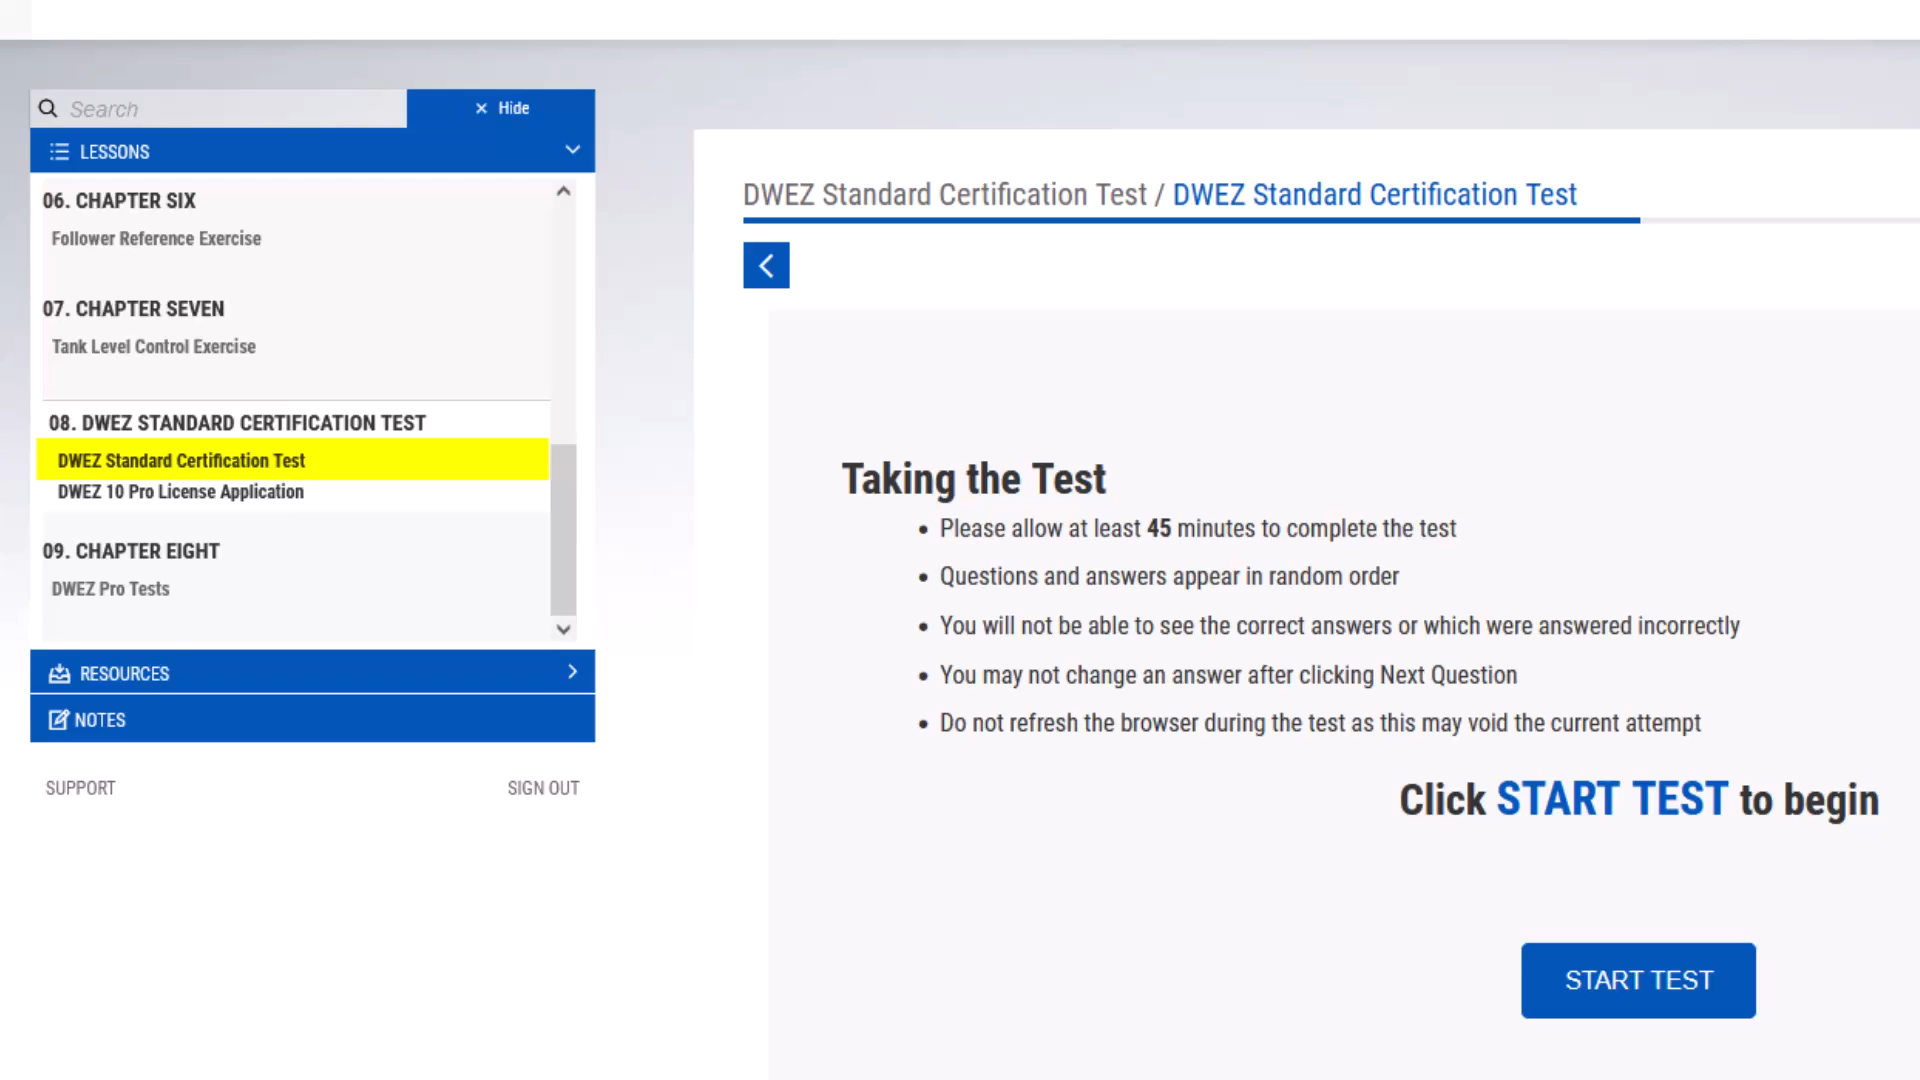 Search
× Hide
LESSONS
06. CHAPTER SIX
Follower Reference Exercise
07. CHAPTER SEVEN
Tank Level Control Exercise
08. DWEZ STANDARD CERTIFICATION TEST
DWEZ Standard Certification Test
DWEZ 10 Pro License Application
09. CHAPTER EIGHT
DWEZ Pro Tests
RESOURCES
NOTES
SUPPORT
SIGN OUT
DWEZ Standard Certification Test / DWEZ Standard Certification Test
Taking the Test
• Please allow at least 45 minutes to complete the test
• Questions and answers appear in random order
• You will not be able to see the correct answers or which were answered incorrectly
• You may not change an answer after clicking Next Question
• Do not refresh the browser during the test as this may void the current attempt
Click START TEST to begin
START TEST